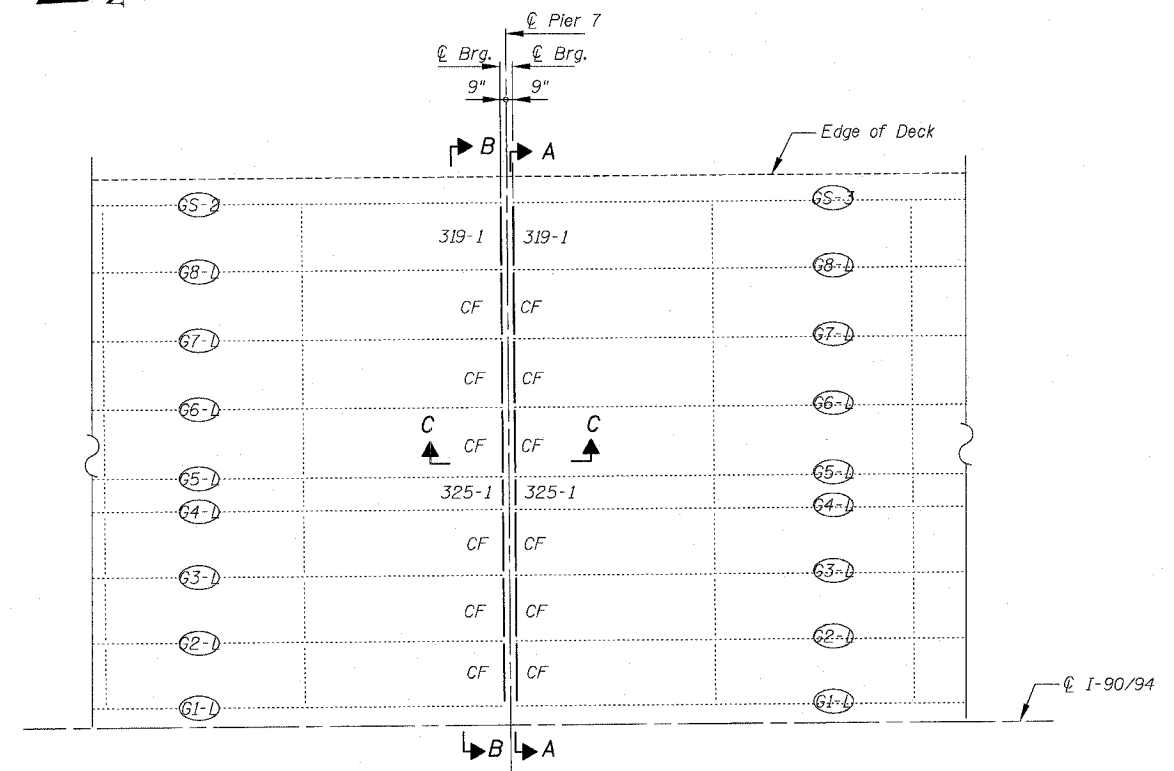 2
℄ Pier 7
℄ Brg. ℄ Brg.
9" 9"
B A
Edge of Deck
GS-2 GS-3
319-1 319-1
G8-L G8-L
CF CF
G7-L G7-L
CF CF
G6-L G6-L
C C
CF CF
G5-L G5-L
325-1 325-1
G4-L G4-L
CF CF
G3-L G3-L
CF CF
G2-L G2-L
CF CF
℄ I-90/94
G1-L G1-L
B A